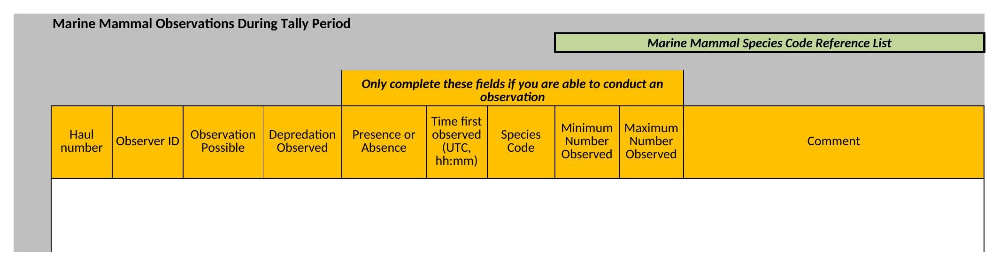 Marine Mammal Observations During Tally Period
Marine Mammal Species Code Reference List
Only complete these fields if you are able to conduct an
observation
Haul
number
Observer ID
Observation
Possible
Depredation
Observed
Presence or
Absence
Time first
observed
(UTC,
hh:mm)
Species
Code
Minimum
Number
Observed
Maximum
Number
Observed
Comment